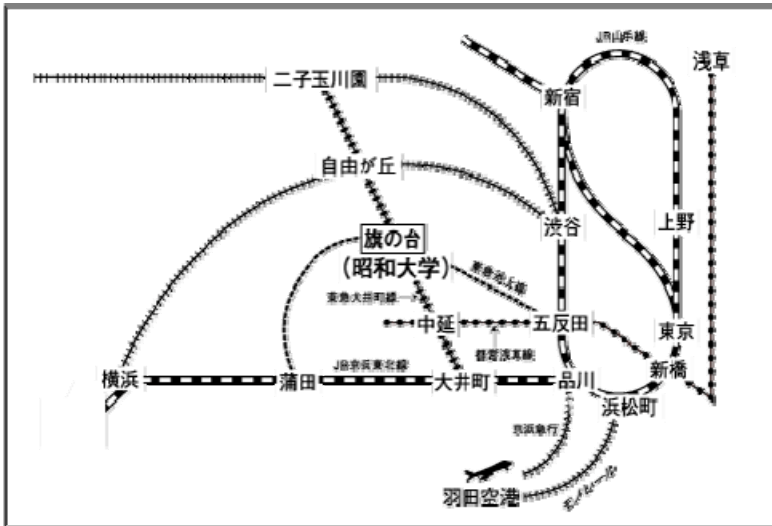 JR山手線
浅草
新宿
二子玉川園
自由が丘
渋谷
上野
旗の台
(昭和大学)
東急池上線
東急大井町線
中延
五反田
東京
都営浅草線
新橋
JR京浜東北線
横浜
蒲田
大井町
品川
浜松町
京浜急行
モノレール
羽田空港